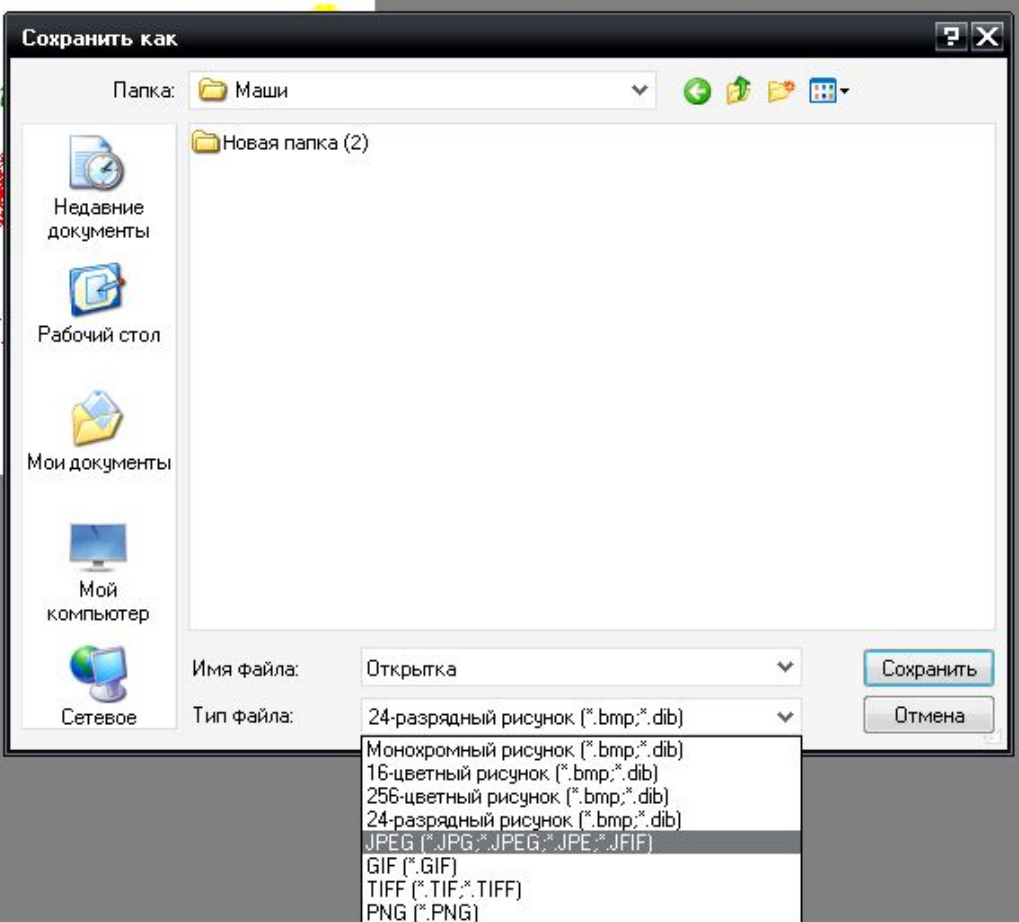 Сохранить как
Папка:
Маши
Новая папка (2)
Недавние
документы
Рабочий стол
Мои документы
Мой
компьютер
Сетевое
Имя файла:
Открытка
Сохранить
Тип файла:
24-разрядный рисунок (*.bmp;*.dib)
Отмена
Монохромный рисунок (*.bmp;*.dib)
16-цветный рисунок (*.bmp;*.dib)
256-цветный рисунок (*.bmp;*.dib)
24-разрядный рисунок (*.bmp;*.dib)
JPEG (*.JPG;*.JPEG;*.JPE;*.JFIF)
GIF (*.GIF)
TIFF (*.TIF;*.TIFF)
PNG (*.PNG)